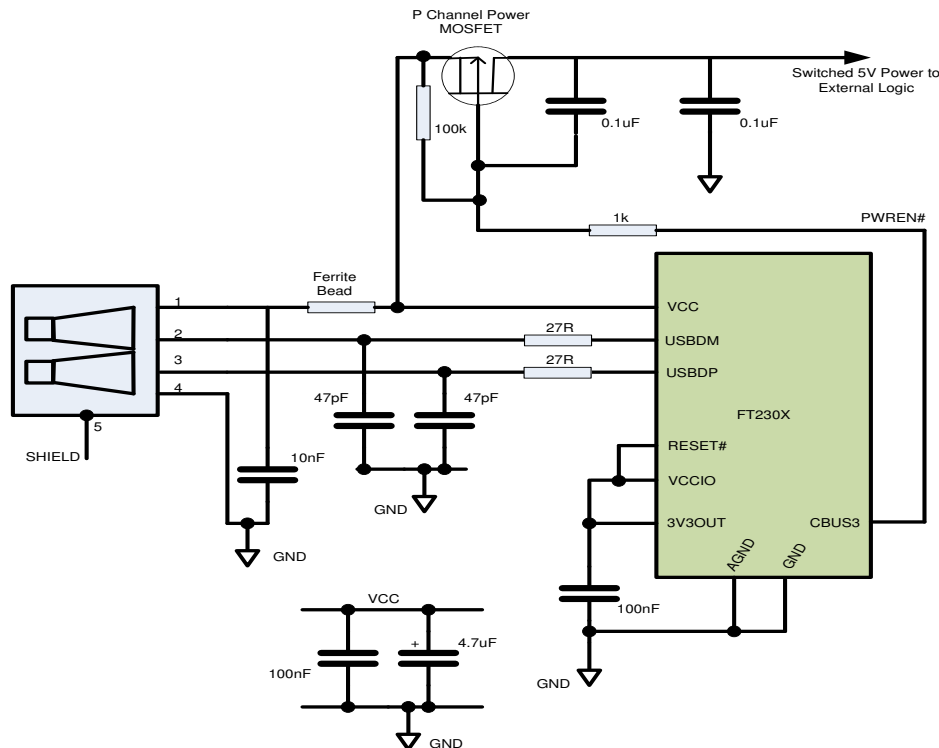 P Channel Power
MOSFET
Switched 5V Power to
External Logic
0.1uF
0.1uF
100k
1k
PWREN#
Ferrite
Bead
1
VCC
27R
2
USBDM
27R
3
USBDP
4
47pF
47pF
FT230X
5
SHIELD
10nF
RESET#
VCCIO
GND
3V3OUT
CBUS3
GND
AGND
GND
100nF
VCC
+
4.7uF
100nF
GND
GND